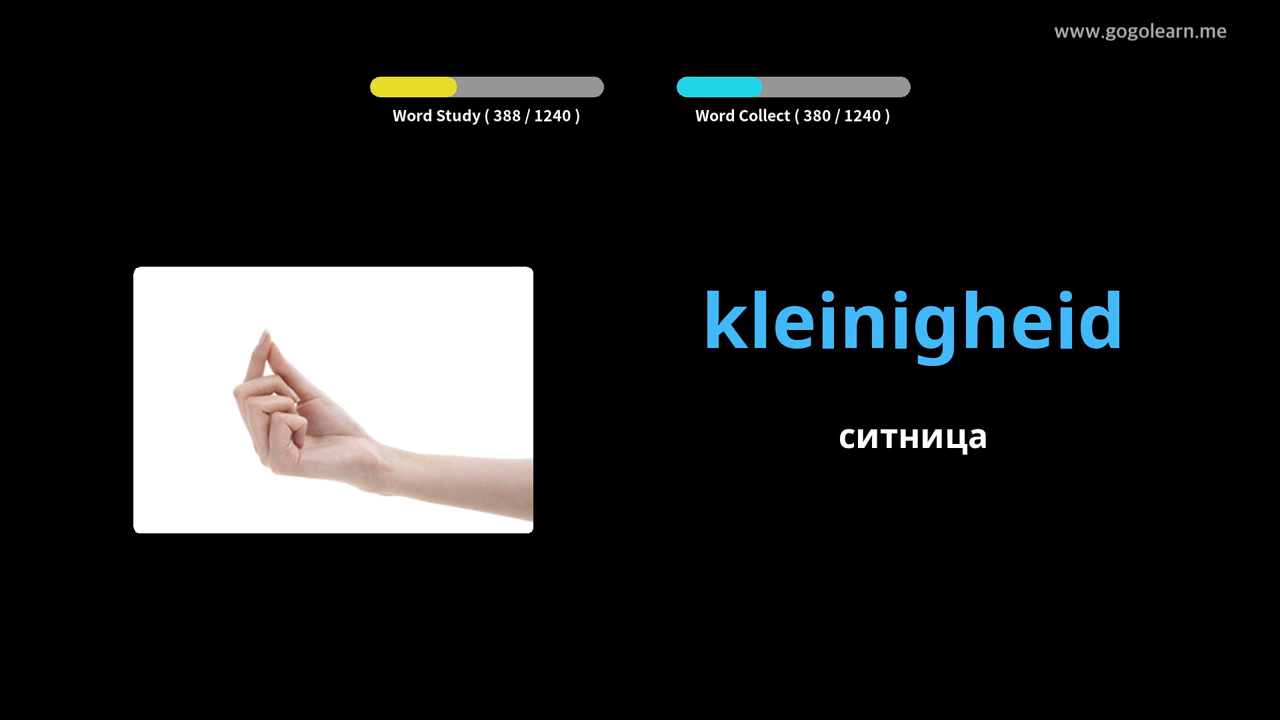 www.gogolearn.me
Word Study ( 388 / 1240 )
Word Collect ( 380 / 1240 )
kleinigheid
ситница